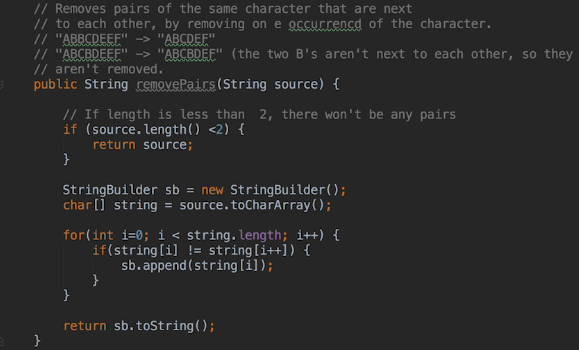 // Removes pairs of the same character that are next
// to each other, by removing on e occurrencd of the character.
// "ABBCDEEF" -> "ABCDEF"
// "ABCBDEEF" -> "ABCBDEF" (the two B's aren't next to each other, so they
// aren't removed.
public String removePairs(String source) {
// If length is less than  2, there won't be any pairs
if (source.length() <2) {
return source;
}
StringBuilder sb = new StringBuilder();
char[] string = source.toCharArray();
for(int i=0; i < string.length; i++) {
if(string[i] != string[i++]) {
sb.append(string[i]);
}
}
return sb.toString();
}